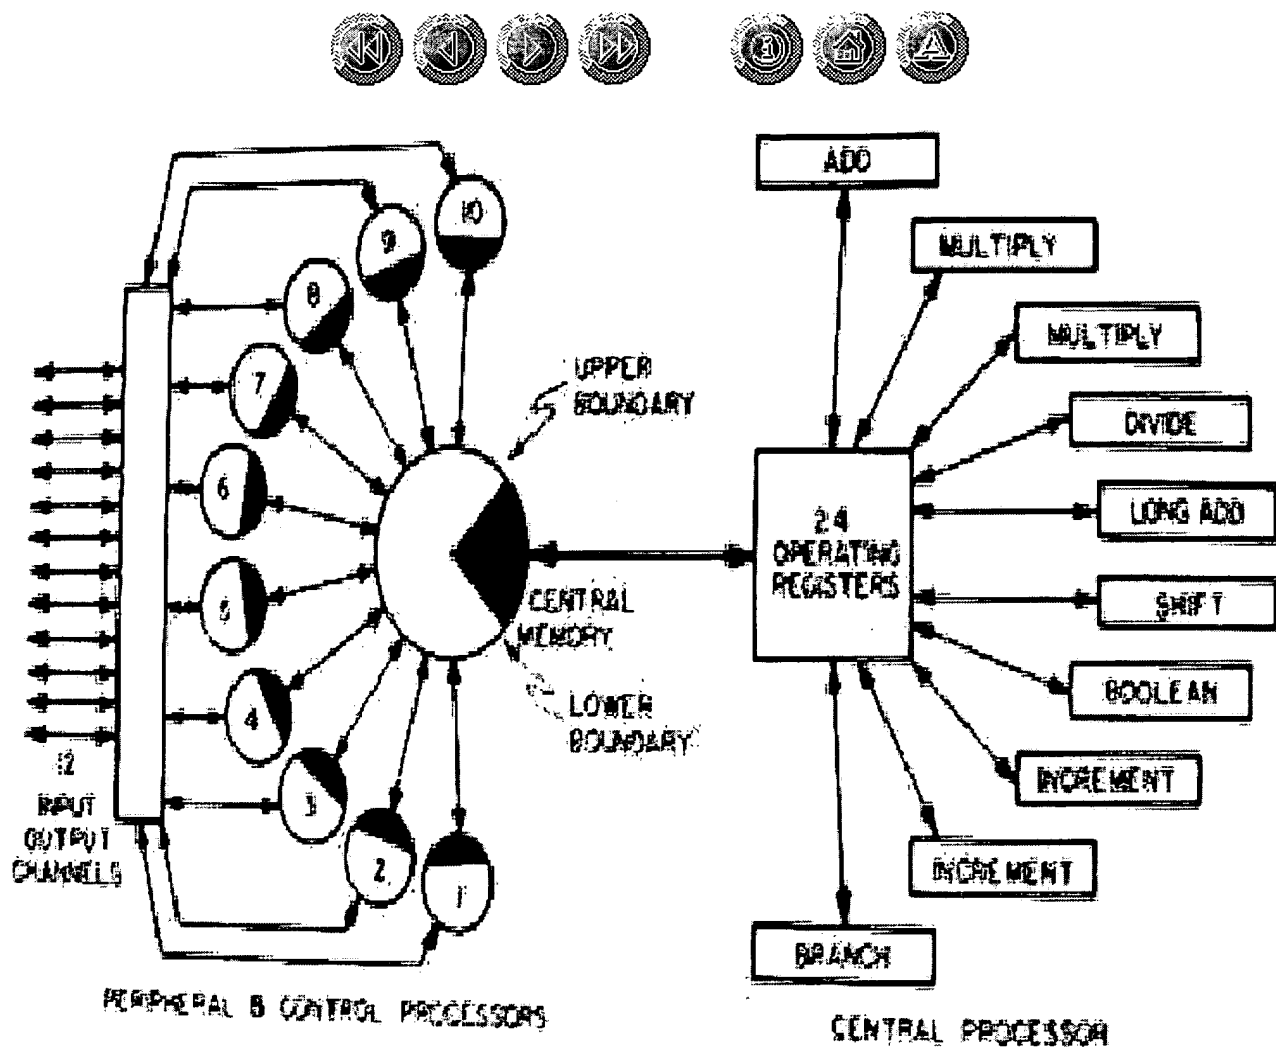 10
9
8
7
6
5
4
3
2
1
UPPER
BOUNDARY
CENTRAL
MEMORY
LOWER
BOUNDARY
12
INPUT
OUTPUT
CHANNELS
PERIPHERAL & CONTROL PROCESSORS
ADD
MULTIPLY
MULTIPLY
DIVIDE
LONG ADD
SHIFT
BOOLEAN
INCREMENT
INCREMENT
BRANCH
24
OPERATING
REGISTERS
CENTRAL PROCESSOR